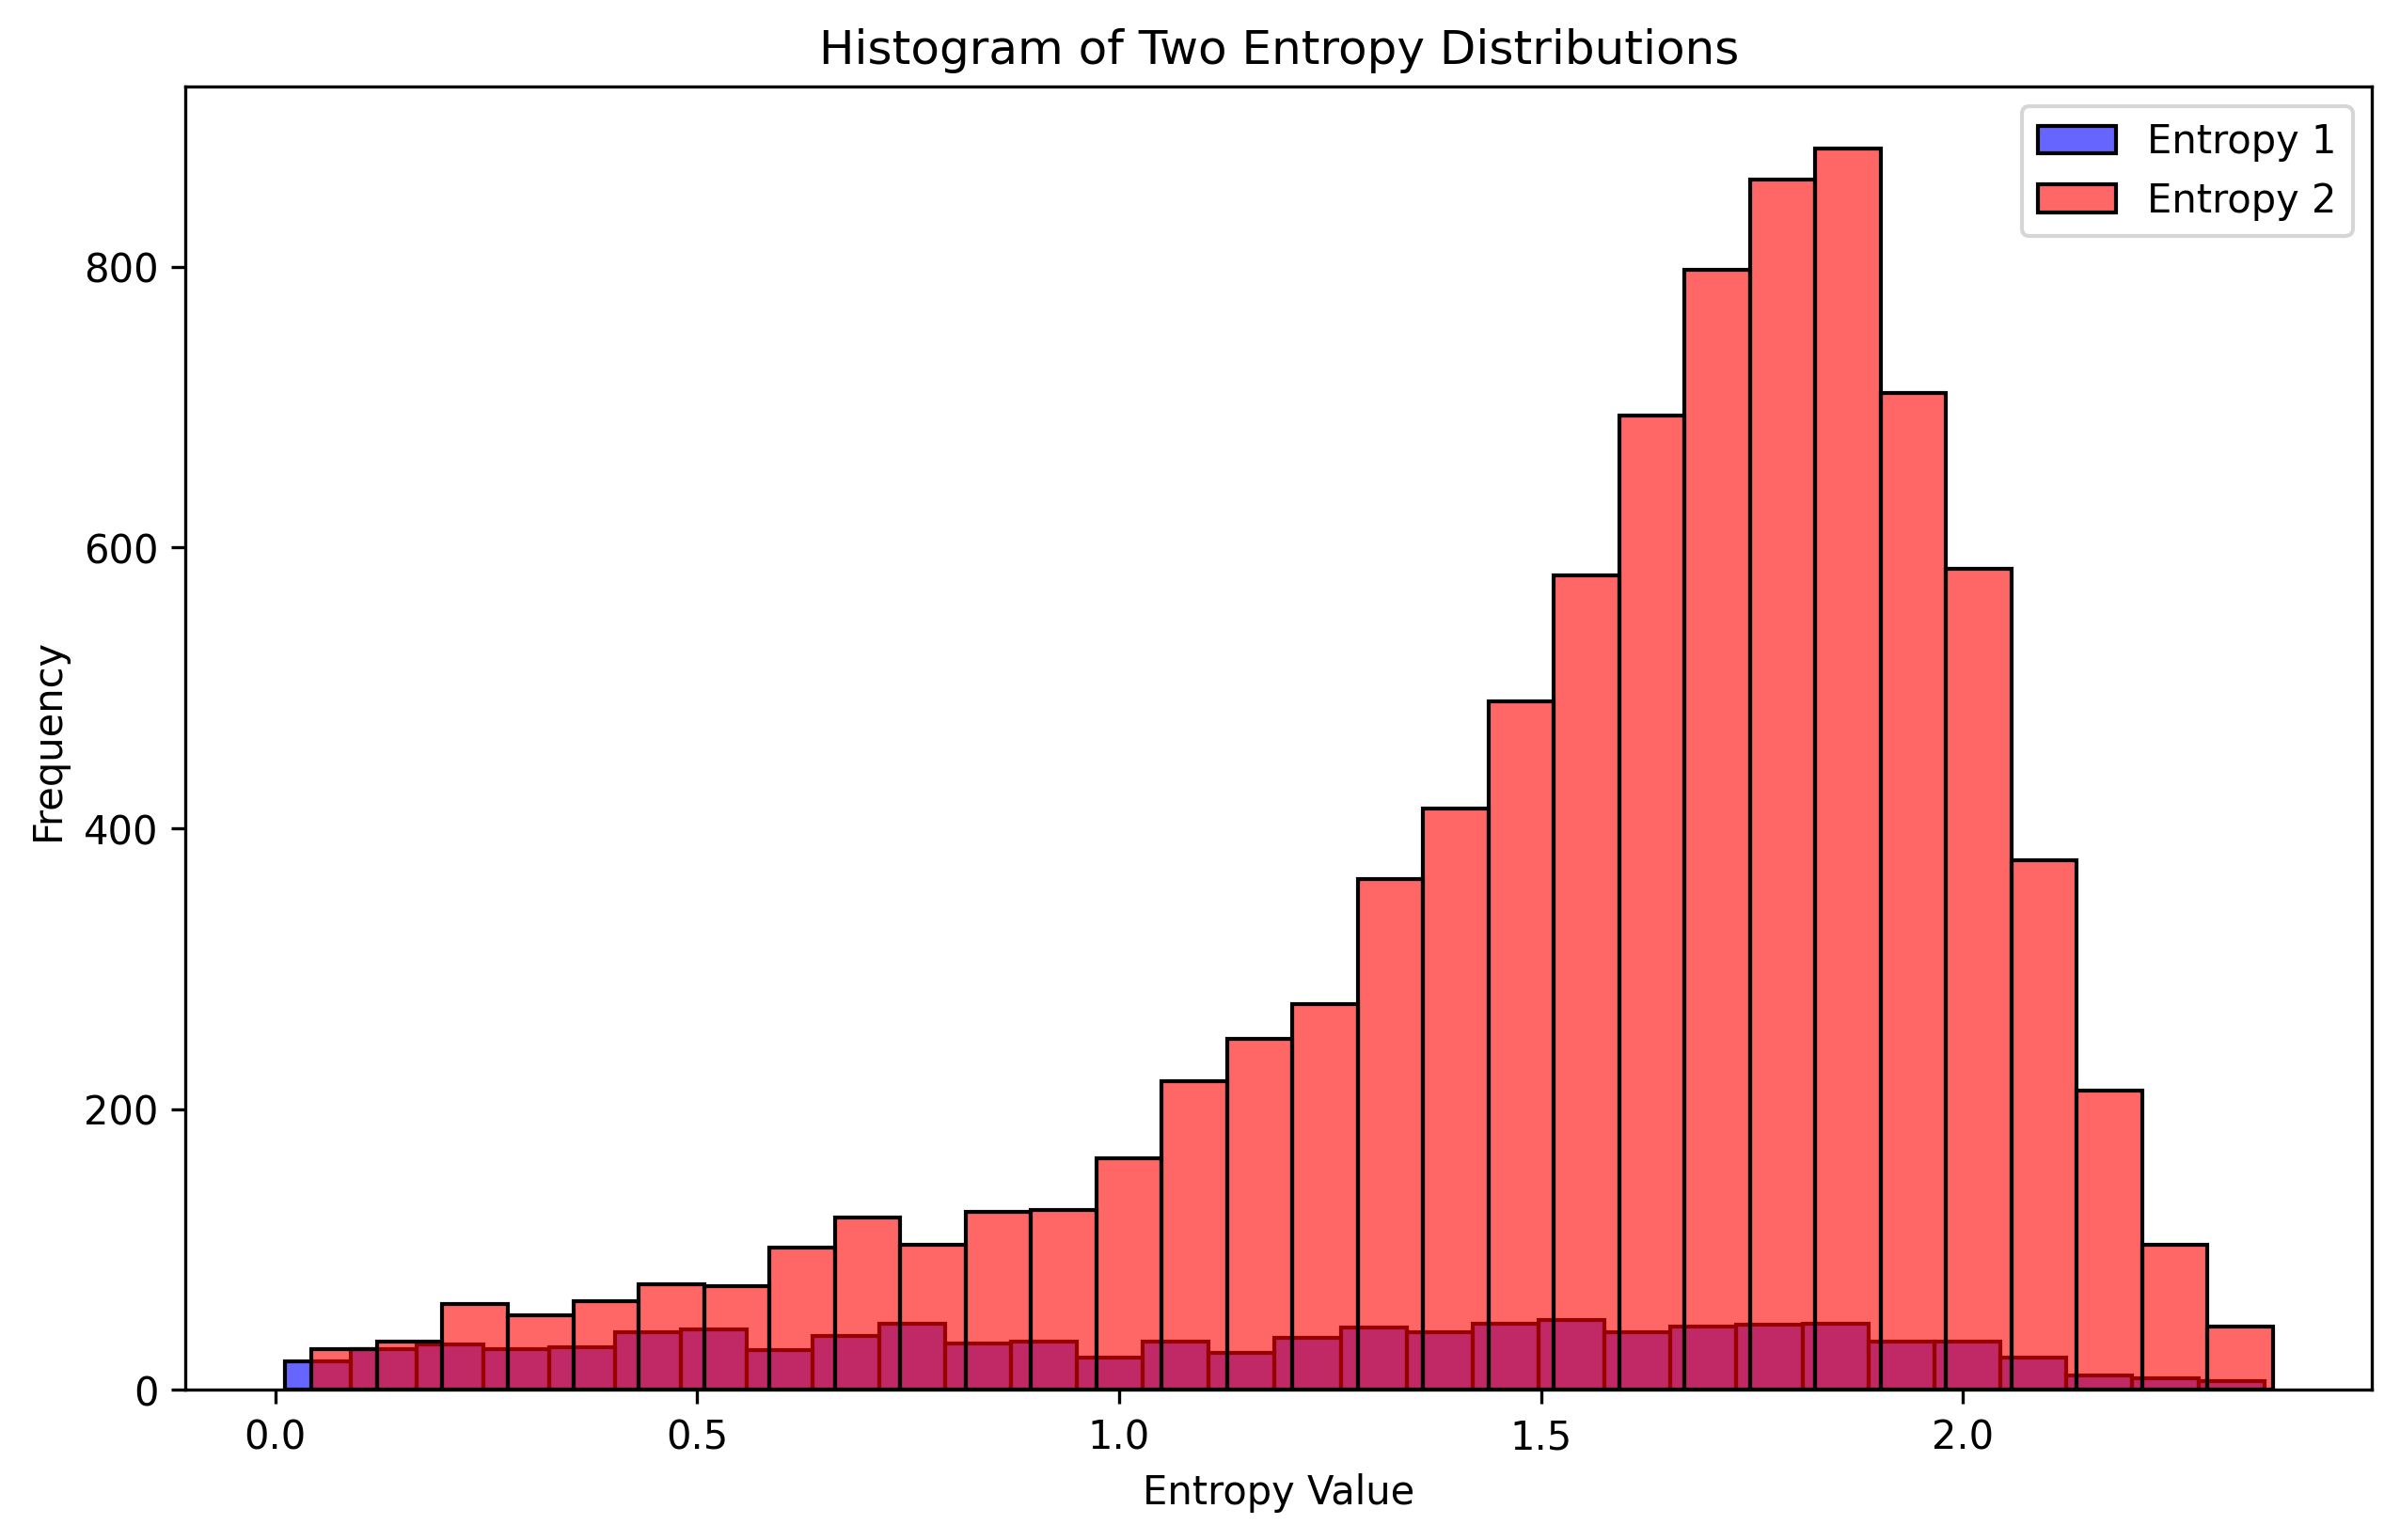 Histogram of Two Entropy Distributions
Entropy 1
Entropy 2
Frequency
800
600
400
200
0
0.0 0.5 1.0 1.5 2.0
Entropy Value